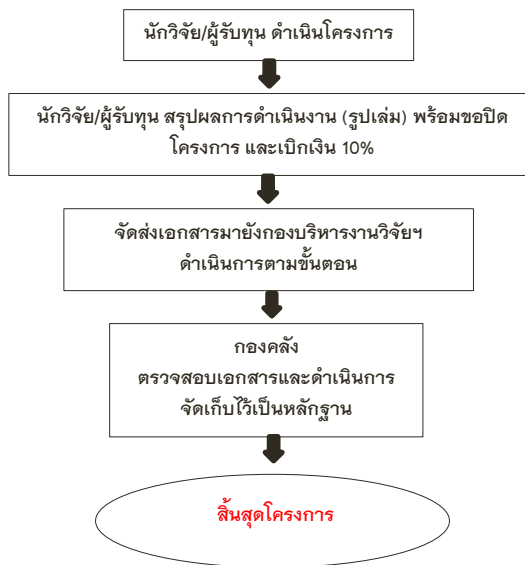 นักวิจัย/ผู้รับทุน ดำเนินโครงการ
นักวิจัย/ผู้รับทุน สรุปผลการดำเนินงาน (รูปเล่ม) พร้อมขอปิด
โครงการ และเบิกเงิน 10%
จัดส่งเอกสารมายังกองบริหารงานวิจัยฯ
ดำเนินการตามขั้นตอน
กองคลัง
ตรวจสอบเอกสารและดำเนินการ
จัดเก็บไว้เป็นหลักฐาน
สิ้นสุดโครงการ